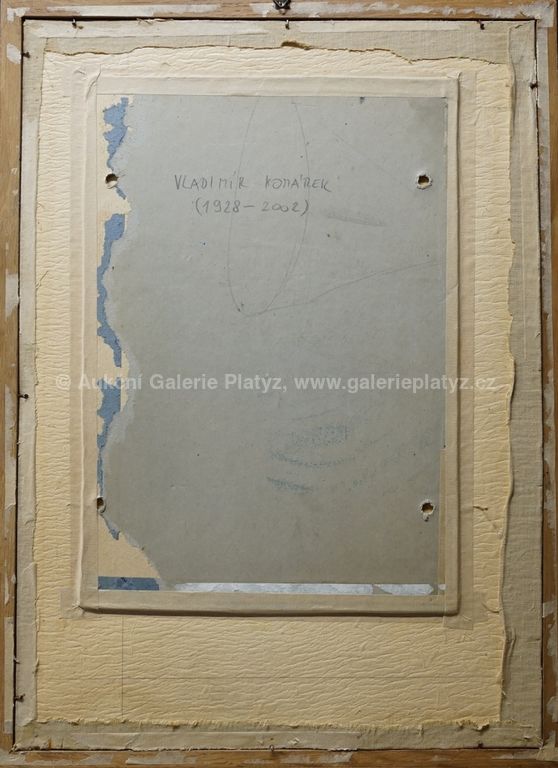 VLADIMÍR KOMÁREK
(1928 – 2002)
© Aukční Galerie Platýz, www.galerieplatyz.cz